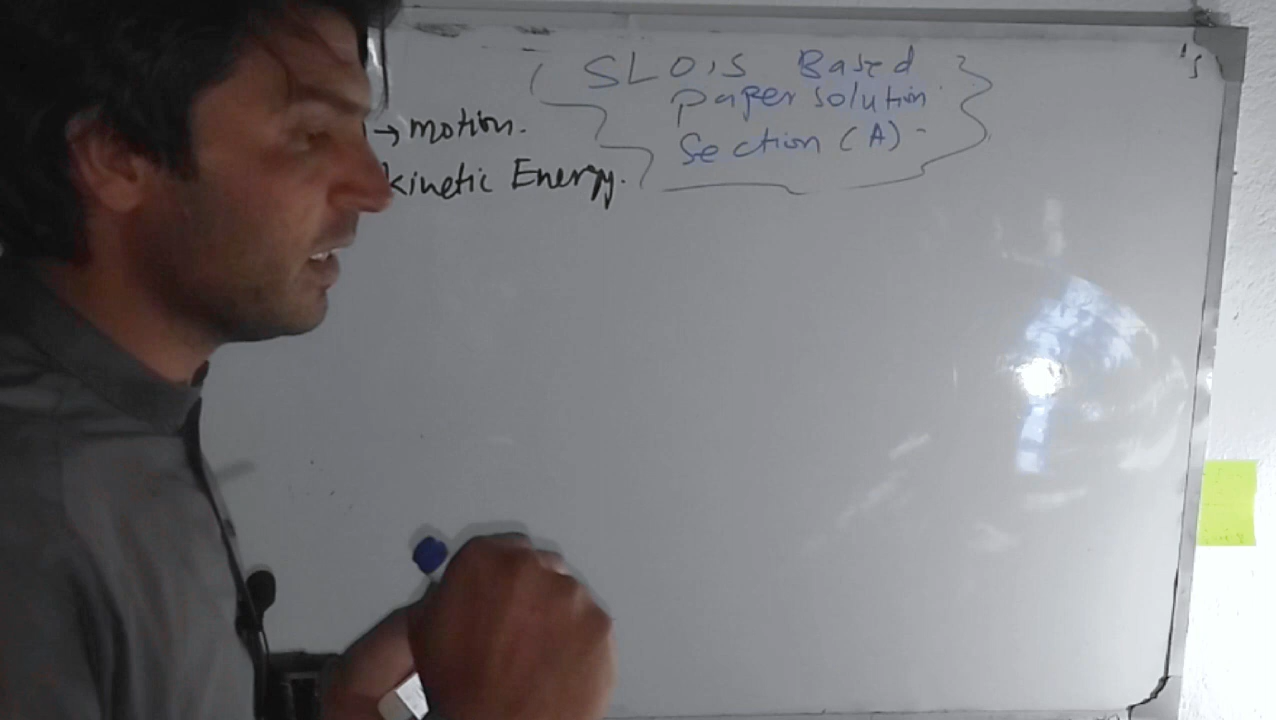 SLO,S Based
paper solution
Section (A) -
→ motion.
kinetic Energy.
's